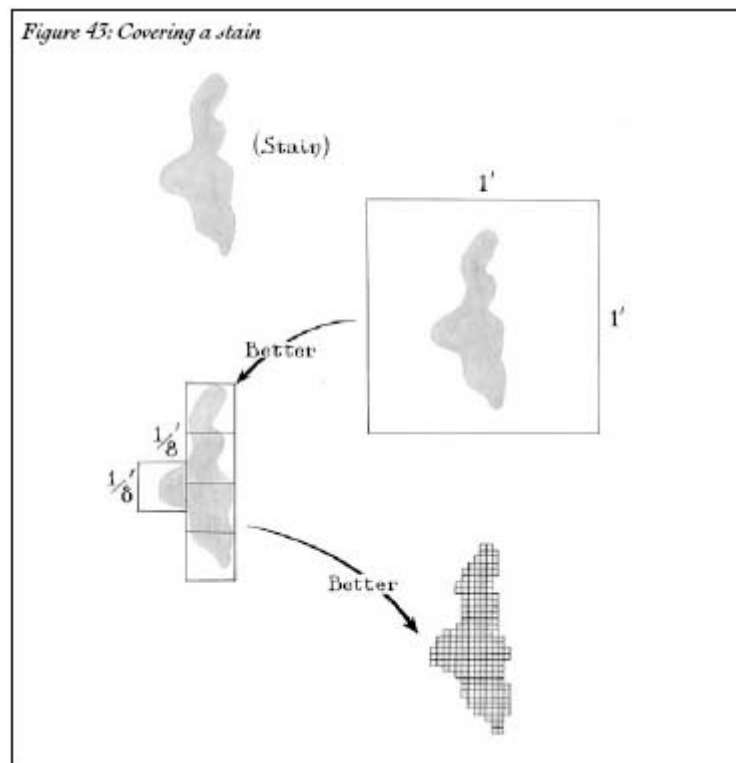 Figure 43: Covering a stain
(Stain)
1'
1'
Better
1/8'
1/8'
Better